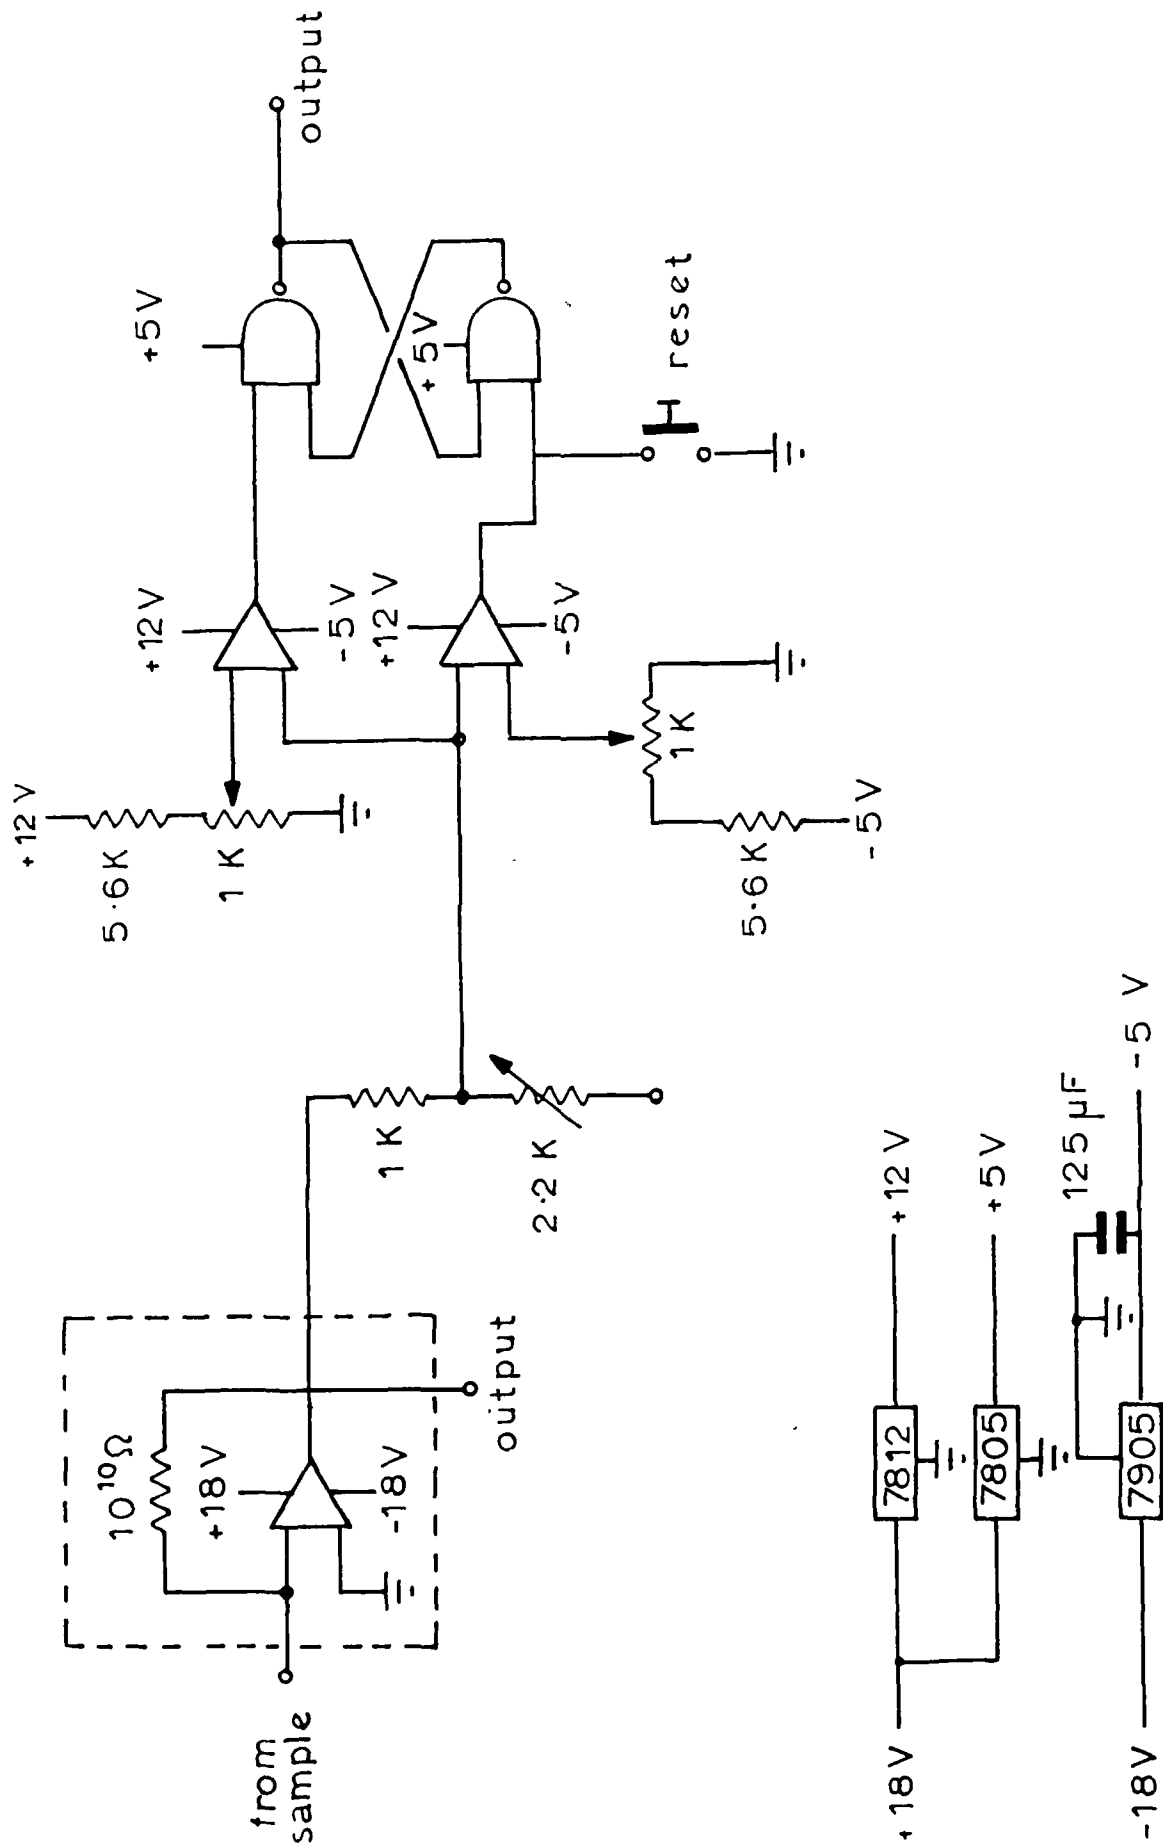 from
sample
10¹⁰Ω
+18V
-18V
output
1K
2·2K
+12V
5·6K
1K
+12V
-5V
+12V
-5V
1K
5·6K
-5V
+5V
+5V
reset
output
+18V
7812
+12V
7805
+5V
-18V
7905
125µF
-5V